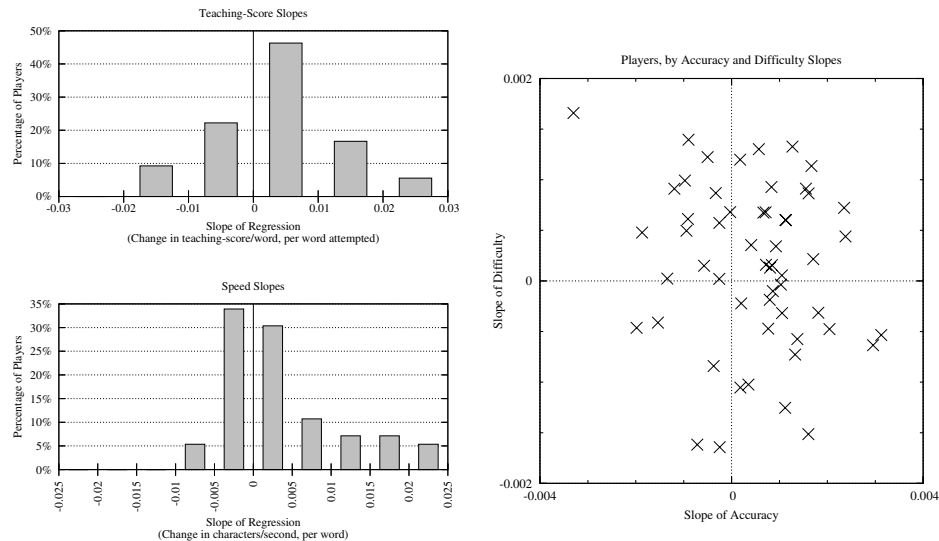 Teaching-Score Slopes
50%
40%
30%
20%
10%
0%
Percentage of Players
-0.03 -0.02 -0.01 0 0.01 0.02 0.03
Slope of Regression
(Change in teaching-score/word, per word attempted)
Speed Slopes
35%
30%
25%
20%
15%
10%
5%
0%
Percentage of Players
-0.025 -0.02 -0.015 -0.01 -0.005 0 0.005 0.01 0.015 0.02 0.025
Slope of Regression
(Change in characters/second, per word)
Players, by Accuracy and Difficulty Slopes
0.002
0
-0.002
Slope of Difficulty
-0.004 0 0.004
Slope of Accuracy